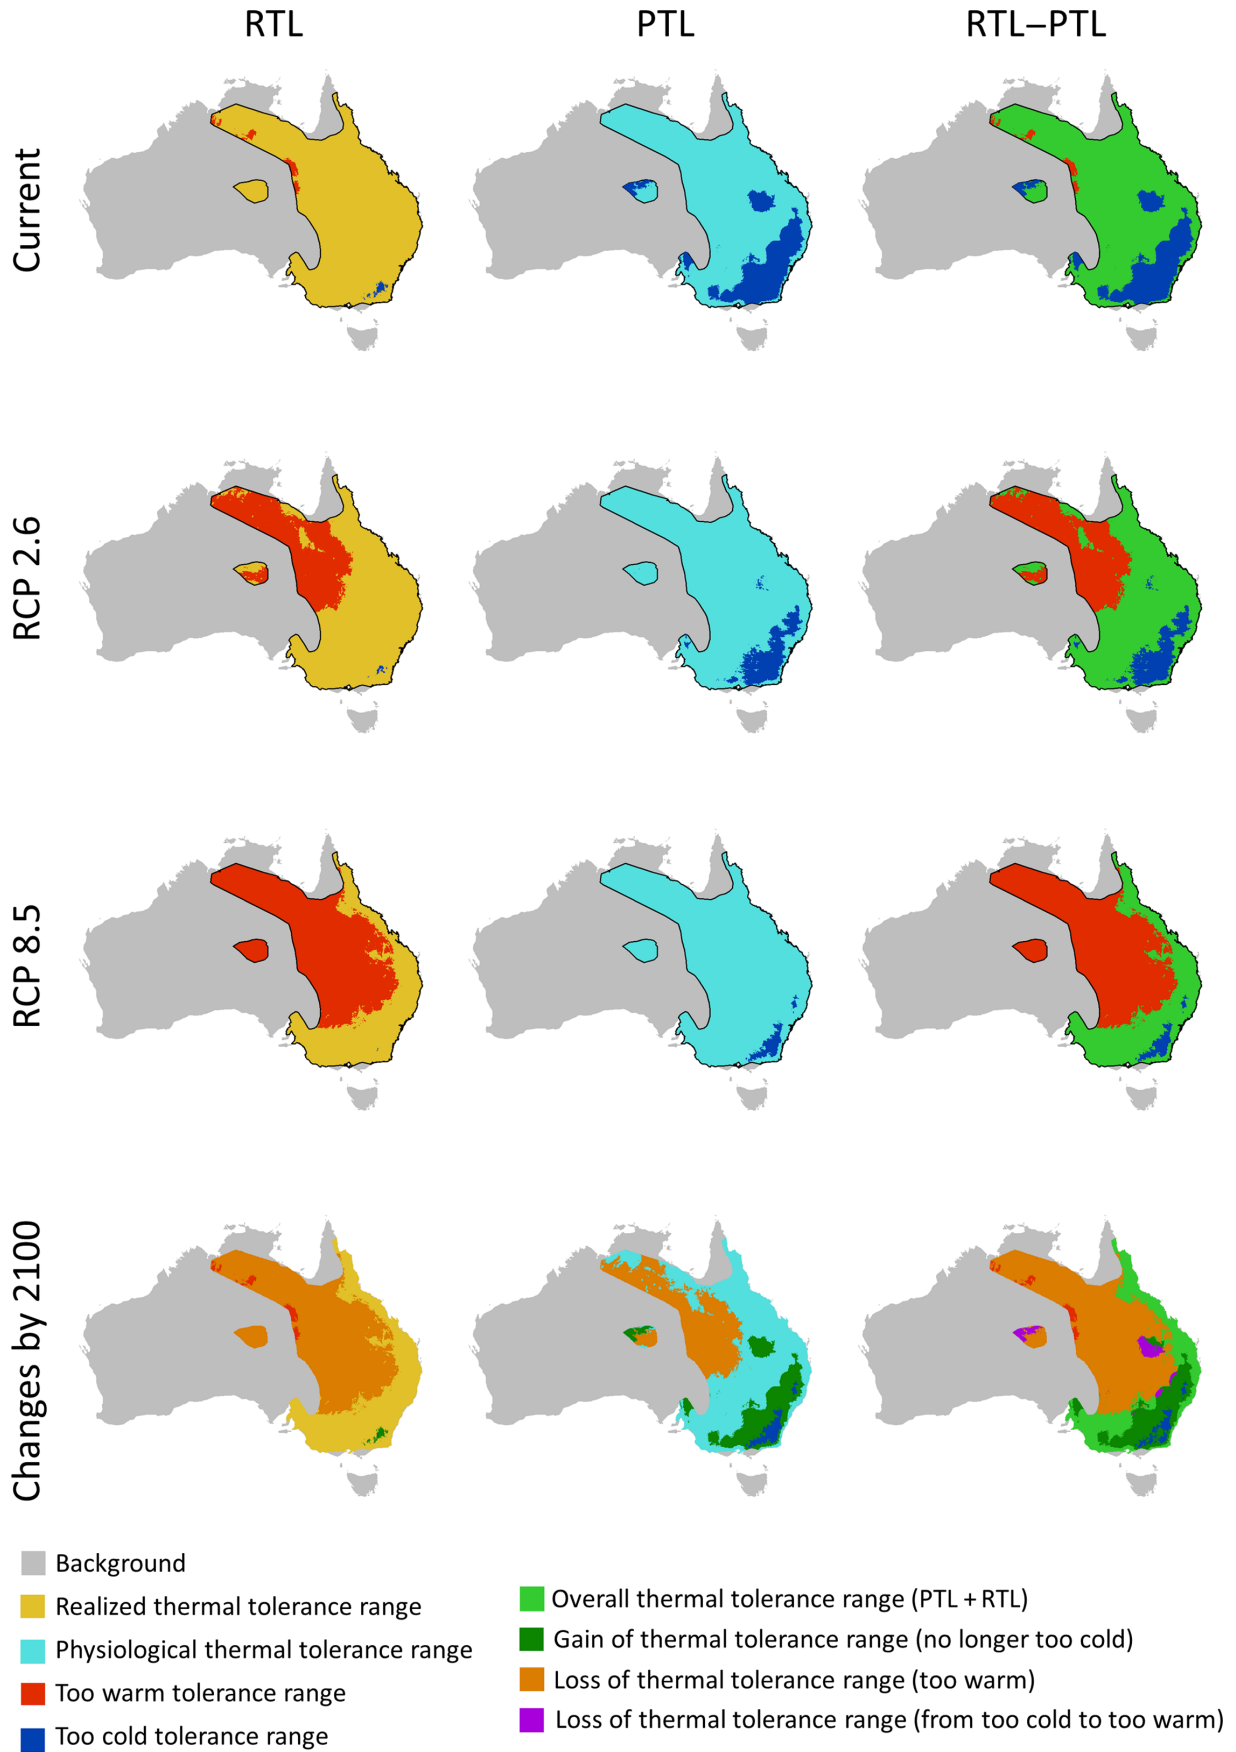 RTL
PTL
RTL–PTL
Current
RCP 2.6
RCP 8.5
Changes by 2100
Background
Realized thermal tolerance range
Physiological thermal tolerance range
Too warm tolerance range
Too cold tolerance range
Overall thermal tolerance range (PTL + RTL)
Gain of thermal tolerance range (no longer too cold)
Loss of thermal tolerance range (too warm)
Loss of thermal tolerance range (from too cold to too warm)